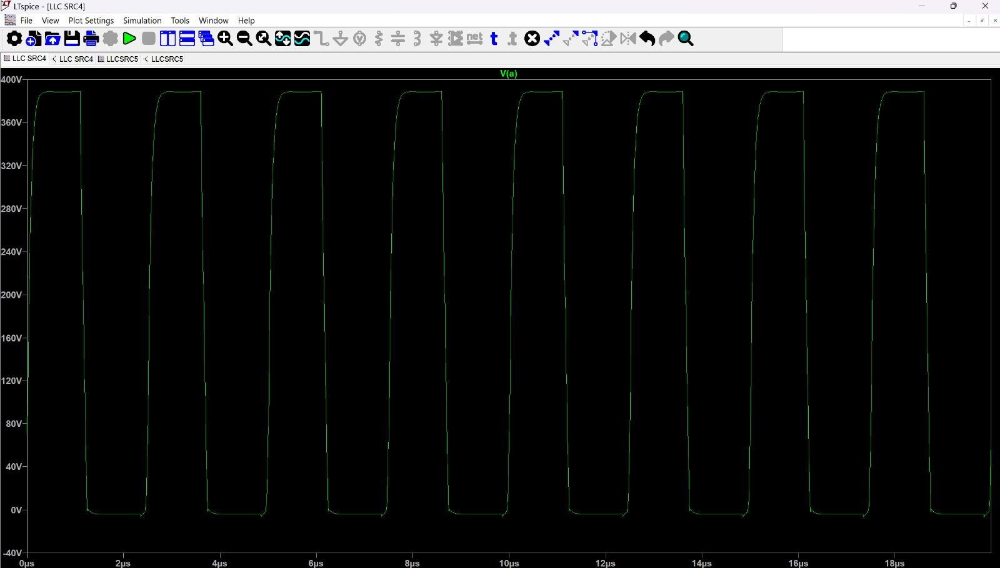 LTspice - [LLC SRC4]
File View Plot Settings Simulation Tools Window Help
net t .t
LLC SRC4 LLC SRC4 LLCSRC5 LLCSRC5
V(a)
400V
360V
320V
280V
240V
200V
160V
120V
80V
40V
0V
-40V
0µs 2µs 4µs 6µs 8µs 10µs 12µs 14µs 16µs 18µs